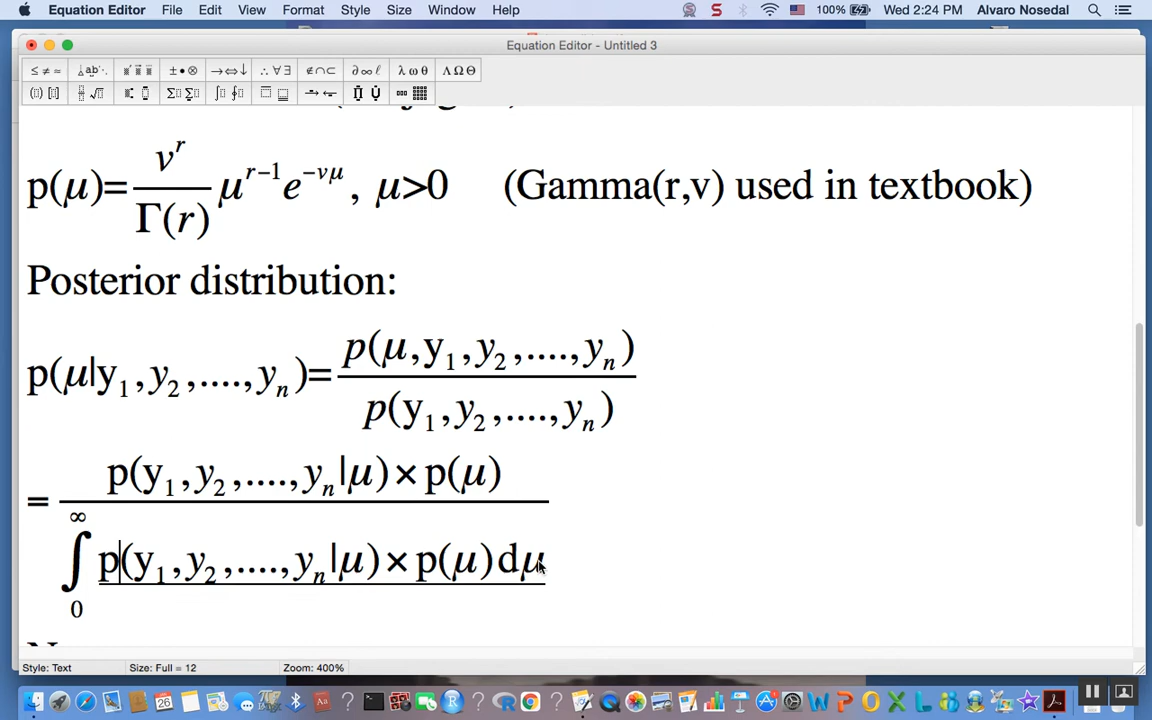 Equation Editor File Edit View Format Style Size Window Help 100% Wed 2:24 PM Alvaro Nosedal
Equation Editor - Untitled 3
p(μ)=v^r/Γ(r) μ^{r−1}e^{−vμ}, μ>0 (Gamma(r,v) used in textbook)
Posterior distribution:
p(μ|y₁,y₂,....,yₙ)=p(μ,y₁,y₂,....,yₙ)/p(y₁,y₂,....,yₙ)
= p(y₁,y₂,....,yₙ|μ)×p(μ)
∞
∫ p(y₁,y₂,....,yₙ|μ)×p(μ)dμ
0
Style: Text Size: Full = 12 Zoom: 400%